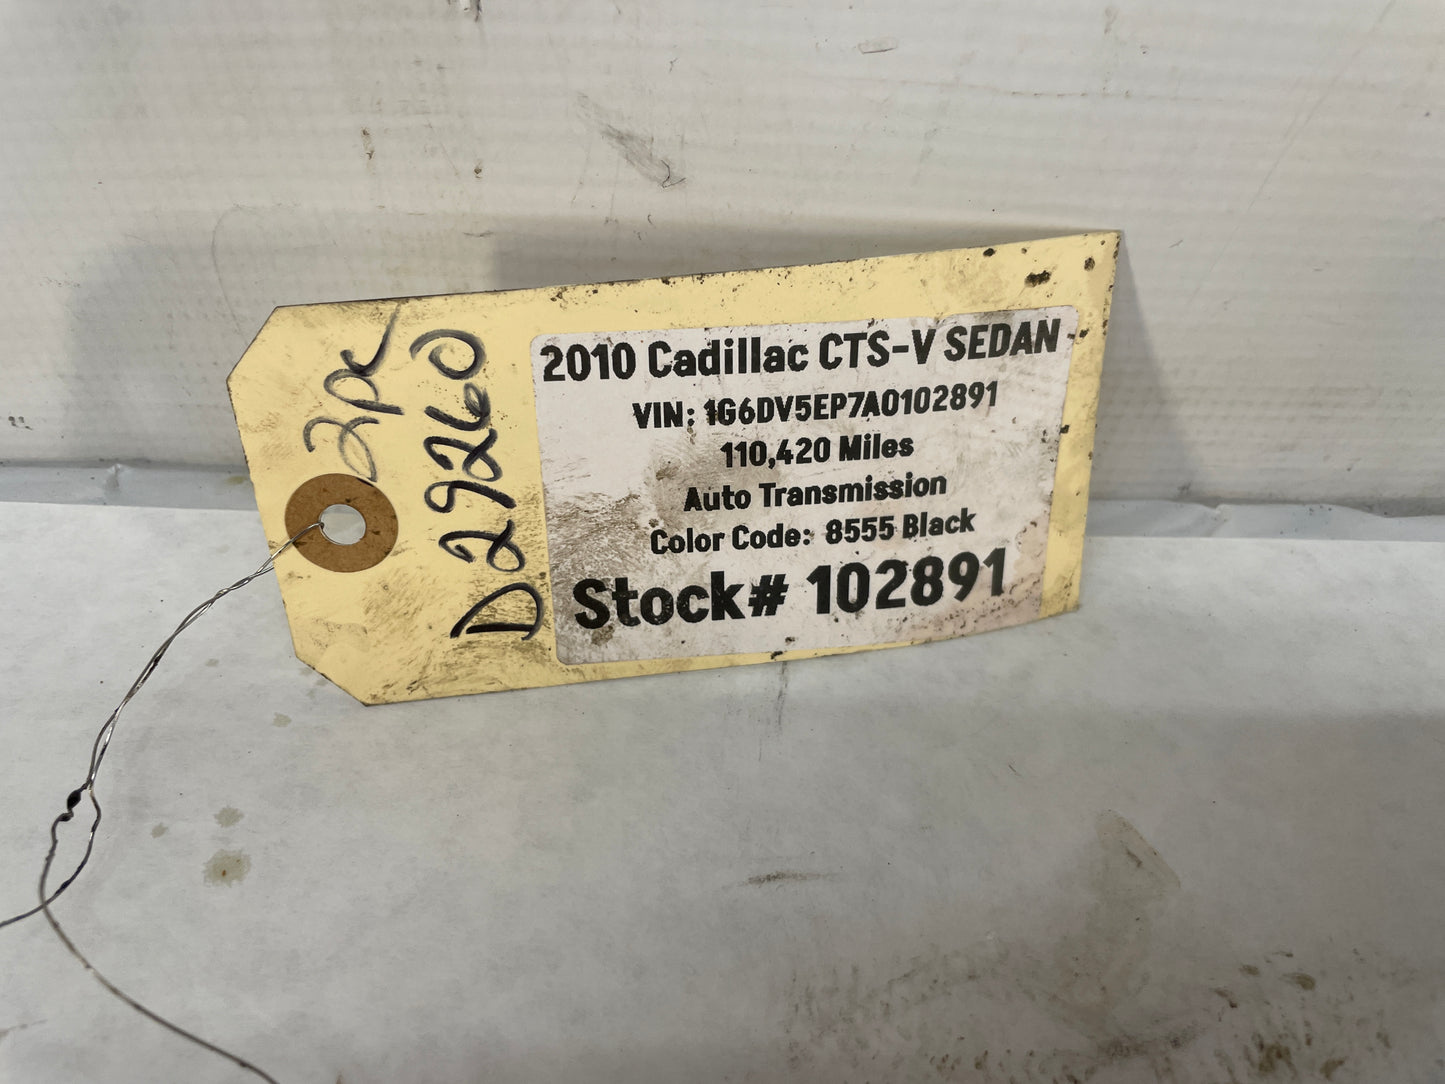 2pc
D29260
2010 Cadillac CTS-V SEDAN
VIN: 1G6DV5EP7A0102891
110,420 Miles
Auto Transmission
Color Code: 8555 Black
Stock# 102891